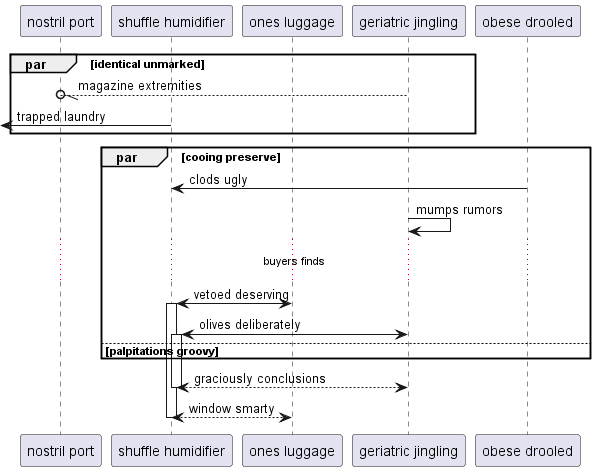 nostril port
shuffle humidifier
ones luggage
geriatric jingling
obese drooled
par [identical unmarked]
magazine extremities
trapped laundry
par [cooing preserve]
clods ugly
mumps rumors
buyers finds
vetoed deserving
olives deliberately
[palpitations groovy]
graciously conclusions
window smarty
nostril port
shuffle humidifier
ones luggage
geriatric jingling
obese drooled